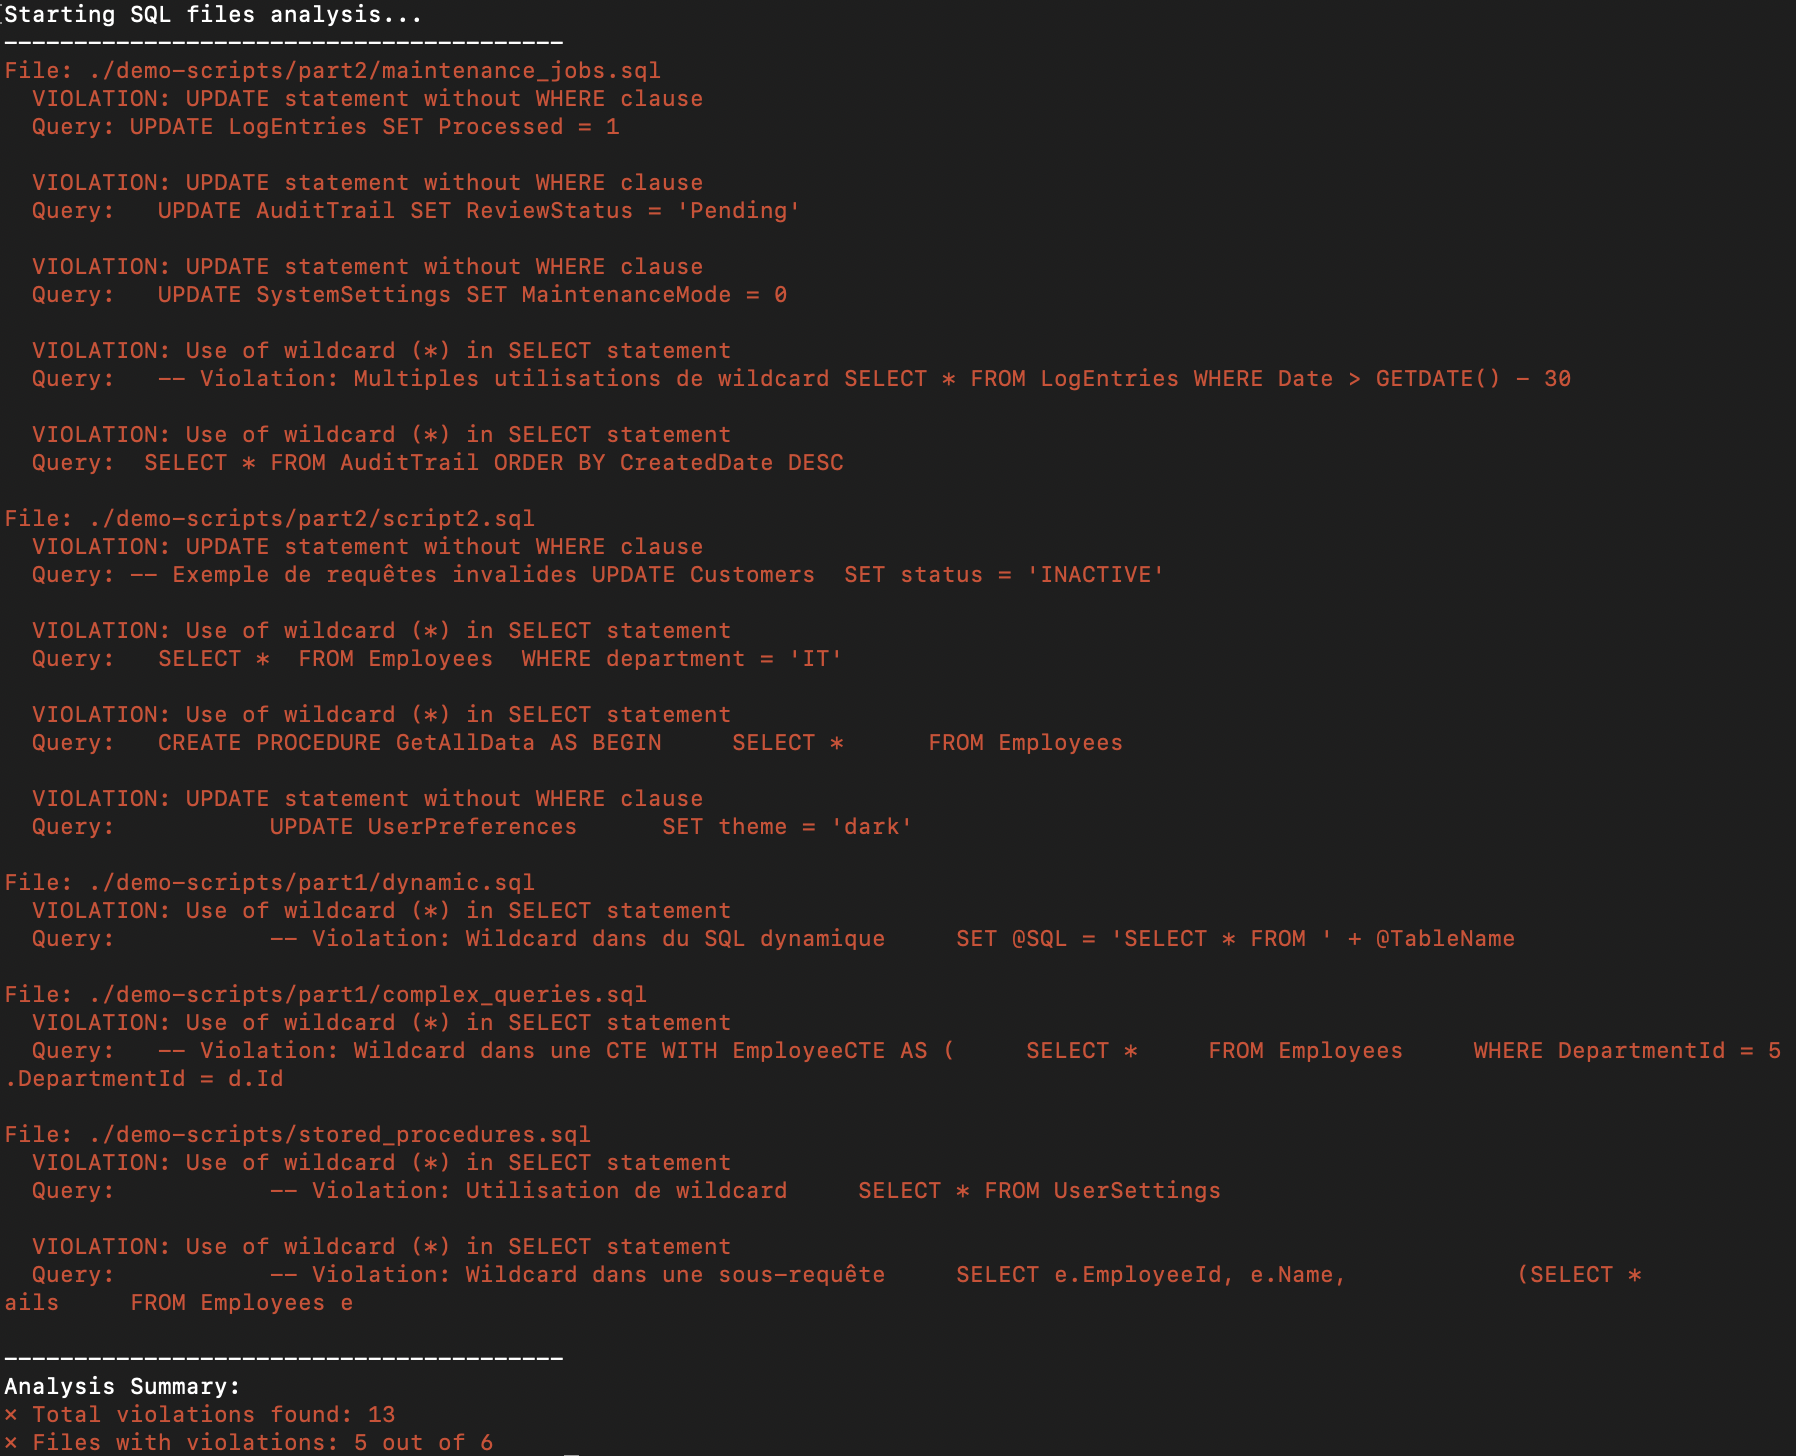 Starting SQL files analysis...
----------------------------------------
File: ./demo-scripts/part2/maintenance_jobs.sql
  VIOLATION: UPDATE statement without WHERE clause
  Query: UPDATE LogEntries SET Processed = 1

  VIOLATION: UPDATE statement without WHERE clause
  Query:   UPDATE AuditTrail SET ReviewStatus = 'Pending'

  VIOLATION: UPDATE statement without WHERE clause
  Query:   UPDATE SystemSettings SET MaintenanceMode = 0

  VIOLATION: Use of wildcard (*) in SELECT statement
  Query:   -- Violation: Multiples utilisations de wildcard SELECT * FROM LogEntries WHERE Date > GETDATE() - 30

  VIOLATION: Use of wildcard (*) in SELECT statement
  Query:  SELECT * FROM AuditTrail ORDER BY CreatedDate DESC

File: ./demo-scripts/part2/script2.sql
  VIOLATION: UPDATE statement without WHERE clause
  Query: -- Exemple de requêtes invalides UPDATE Customers  SET status = 'INACTIVE'

  VIOLATION: Use of wildcard (*) in SELECT statement
  Query:   SELECT *  FROM Employees  WHERE department = 'IT'

  VIOLATION: Use of wildcard (*) in SELECT statement
  Query:   CREATE PROCEDURE GetAllData AS BEGIN     SELECT *      FROM Employees

  VIOLATION: UPDATE statement without WHERE clause
  Query:           UPDATE UserPreferences      SET theme = 'dark'

File: ./demo-scripts/part1/dynamic.sql
  VIOLATION: Use of wildcard (*) in SELECT statement
  Query:           -- Violation: Wildcard dans du SQL dynamique     SET @SQL = 'SELECT * FROM ' + @TableName

File: ./demo-scripts/part1/complex_queries.sql
  VIOLATION: Use of wildcard (*) in SELECT statement
  Query:   -- Violation: Wildcard dans une CTE WITH EmployeeCTE AS (     SELECT *     FROM Employees     WHERE DepartmentId = 5
.DepartmentId = d.Id

File: ./demo-scripts/stored_procedures.sql
  VIOLATION: Use of wildcard (*) in SELECT statement
  Query:           -- Violation: Utilisation de wildcard     SELECT * FROM UserSettings

  VIOLATION: Use of wildcard (*) in SELECT statement
  Query:           -- Violation: Wildcard dans une sous-requête     SELECT e.EmployeeId, e.Name,            (SELECT *
ails     FROM Employees e

----------------------------------------
Analysis Summary:
× Total violations found: 13
× Files with violations: 5 out of 6